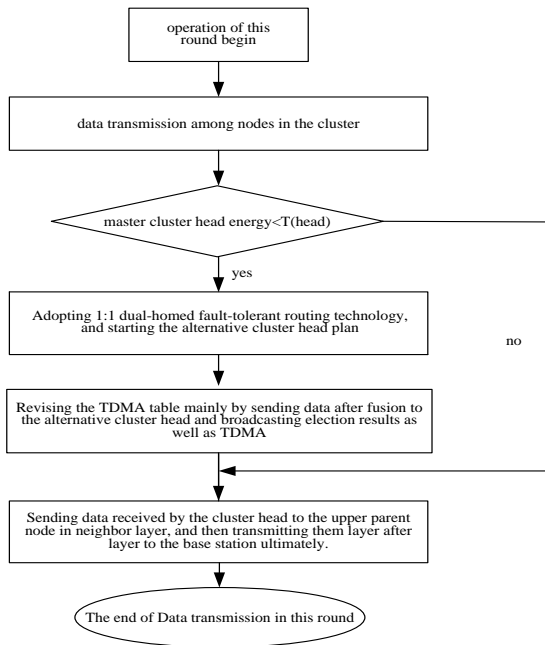 operation of this
round begin
data transmission among nodes in the cluster
master cluster head energy<T(head)
yes
Adopting 1:1 dual-homed fault-tolerant routing technology,
and starting the alternative cluster head plan
no
Revising the TDMA table mainly by sending data after fusion to
the alternative cluster head and broadcasting election results as
well as TDMA
Sending data received by the cluster head to the upper parent
node in neighbor layer, and then transmitting them layer after
layer to the base station ultimately.
The end of Data transmission in this round